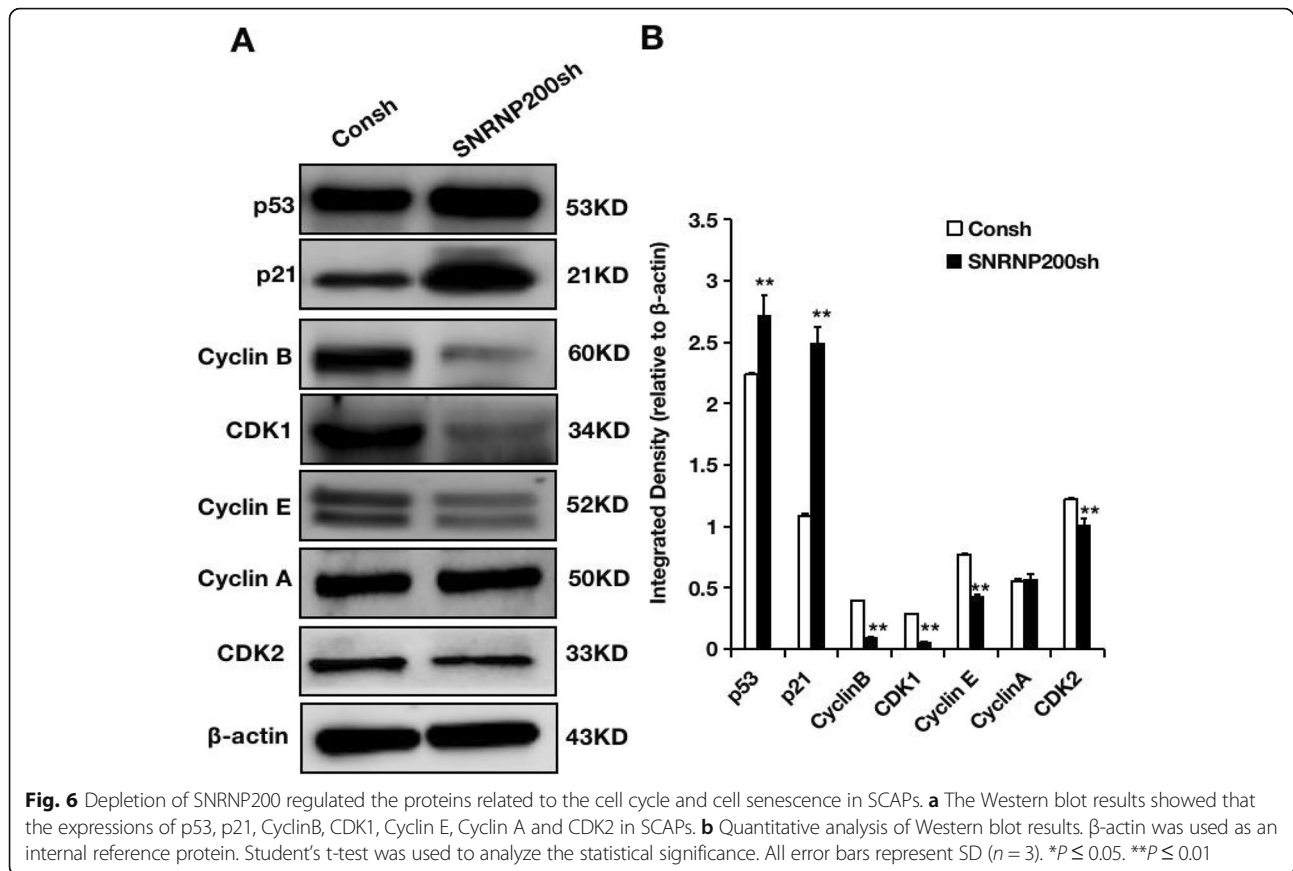 A
Consh
SNRNP200sh
p53
53KD
p21
21KD
Cyclin B
60KD
CDK1
34KD
Cyclin E
52KD
Cyclin A
50KD
CDK2
33KD
β-actin
43KD
B
Integrated Density (relative to β-actin)
3.5
3
2.5
2
1.5
1
0.5
0
Consh
SNRNP200sh
**
**
**
**
**
**
p53
p21
CyclinB
CDK1
Cyclin E
CyclinA
CDK2
Fig. 6 Depletion of SNRNP200 regulated the proteins related to the cell cycle and cell senescence in SCAPs. a The Western blot results showed that
the expressions of p53, p21, CyclinB, CDK1, Cyclin E, Cyclin A and CDK2 in SCAPs. b Quantitative analysis of Western blot results. β-actin was used as an
internal reference protein. Student's t-test was used to analyze the statistical significance. All error bars represent SD (n = 3). *P ≤ 0.05. **P ≤ 0.01